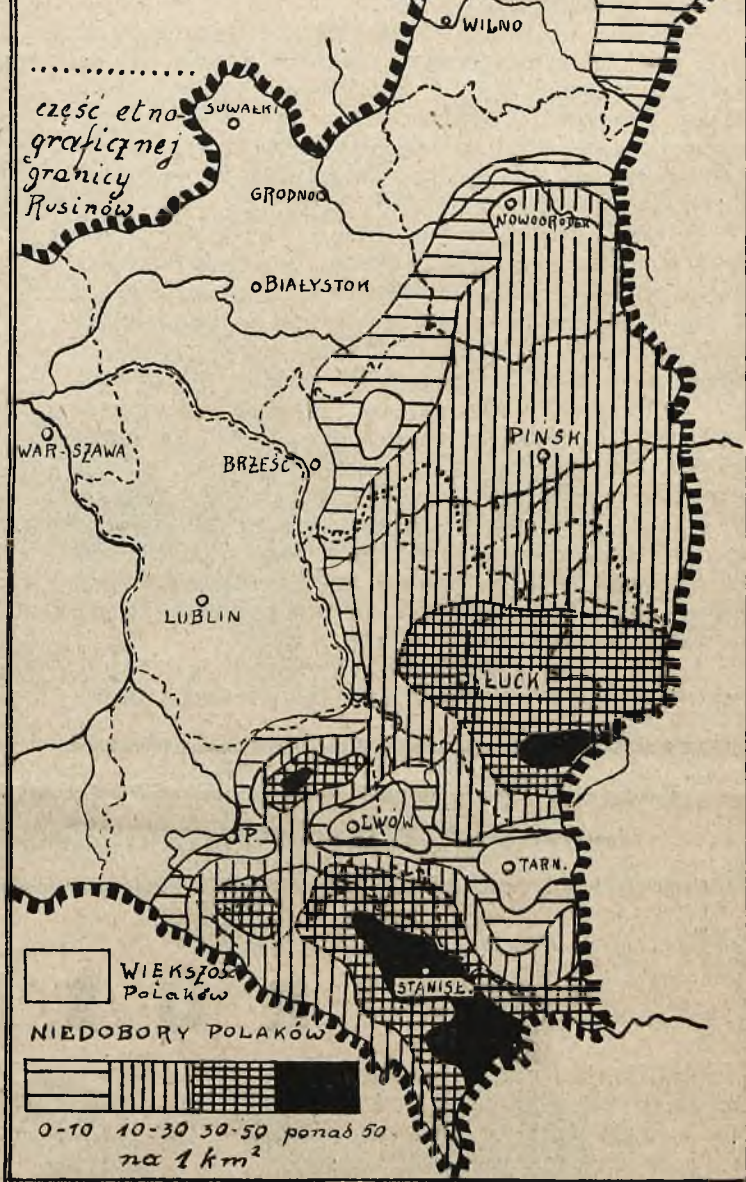 WILNO
część etno-
graficznej
granicy
Rusinów
SUWAŁKI
GRODNO
NOWOGRÓDEK
BIAŁYSTOK
WARSZAWA
BRZEŚĆ
PIŃSK
LUBLIN
ŁUCK
P.
LWÓW
TARN.
STANISŁ.
WIĘKSZOŚĆ
Polaków
NIEDOBORY POLAKÓW
0-10 10-30 30-50 ponad 50
na 1 km²